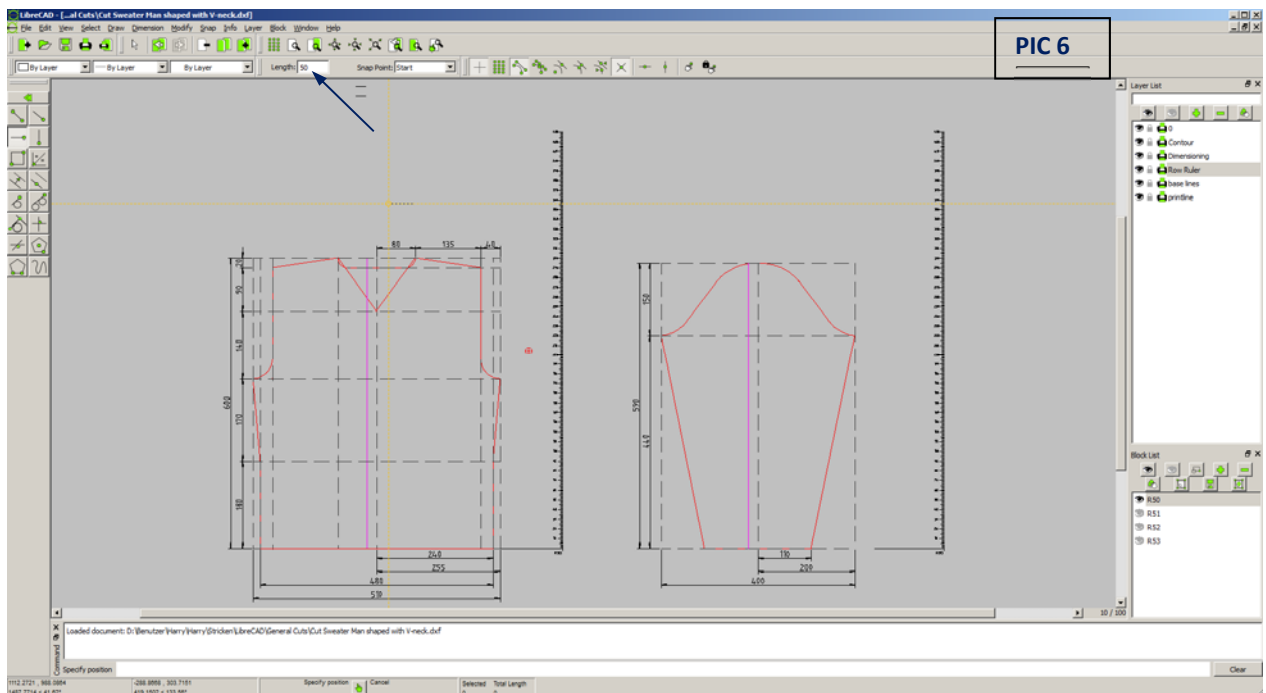 LibreCAD - [...al Cuts\Cut Sweater Man shaped with V-neck.dxf]
File Edit View Select Draw Dimension Modify Snap Info Layer Block Window Help
PIC 6
By Layer By Layer By Layer Length: 50 Snap Point: Start
Layer List
0
Contour
Dimensioning
Row Ruler
base lines
printline
80 135 40
20
90
140
600
170
180
240
255
480
510
150
590
440
110
200
400
Block List
R50
R51
R52
R53
10 / 100
Loaded document: D:\Benutzer\Harry\Harry\Stricken\LibreCAD\General Cuts\Cut Sweater Man shaped with V-neck.dxf
Command
Specify position
Clear
Specify position Cancel Selected Total Length